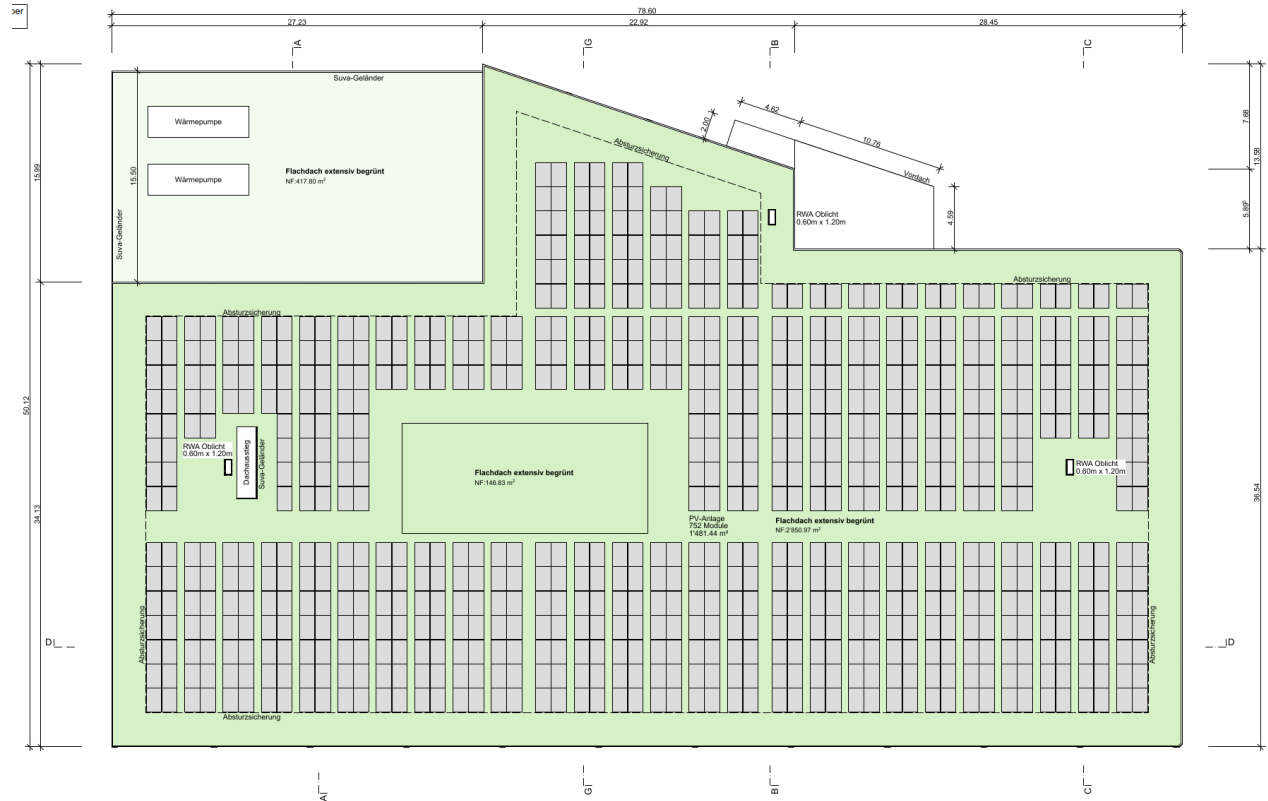 ber
78.60
27.23
22.92
28.45
A
G
B
C
Suva-Geländer
Wärmepumpe
Wärmepumpe
15.50
Suva-Geländer
Flachdach extensiv begrünt
NF:417.80 m²
15.99
50.12
34.13
Absturzsicherung
2.00
4.62
10.76
Vordach
4.59
RWA Oblicht
0.60m x 1.20m
7.68
13.58
5.89⁵
36.54
Absturzsicherung
Absturzsicherung
RWA Oblicht
0.60m x 1.20m
Dachausstieg
Suva-Geländer
Flachdach extensiv begrünt
NF:146.83 m²
RWA Oblicht
0.60m x 1.20m
PV-Anlage
752 Module
1'481.44 m²
Flachdach extensiv begrünt
NF:2'850.97 m²
Absturzsicherung
Absturzsicherung
D
D
Absturzsicherung
A
G
B
C